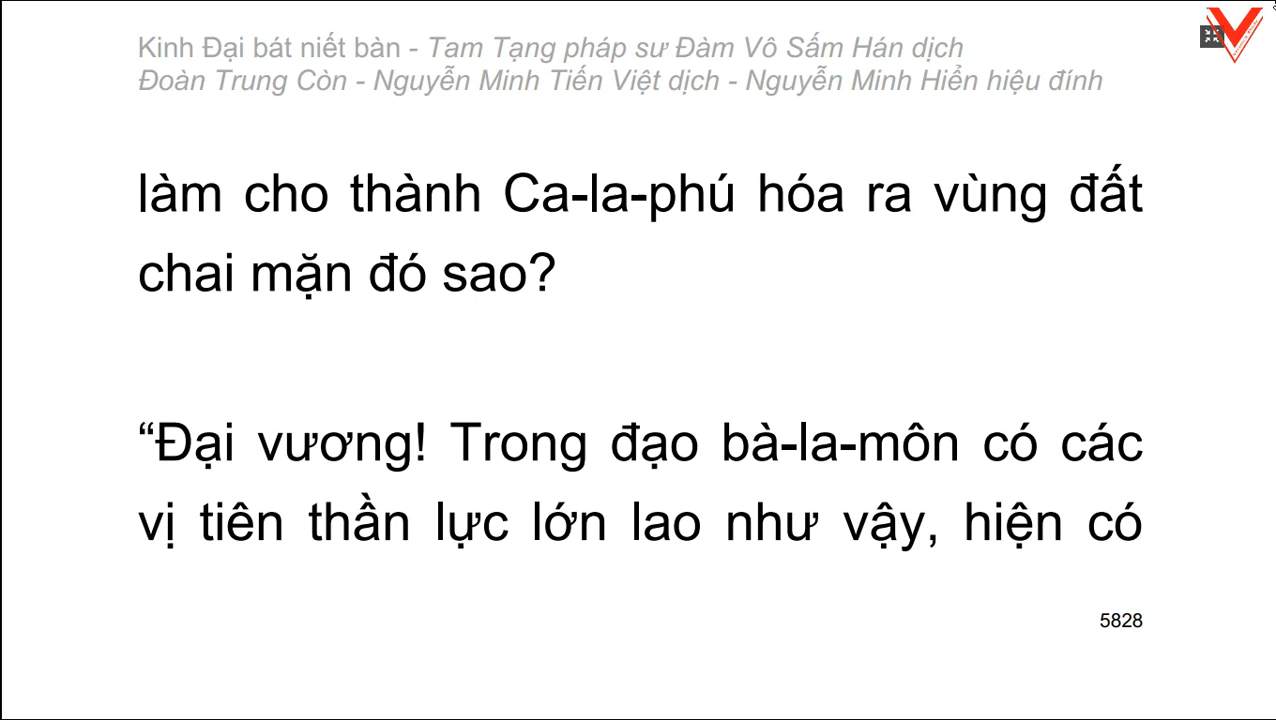 Kinh Đại bát niết bàn - Tam Tạng pháp sư Đàm Vô Sấm Hán dịch
Đoàn Trung Còn - Nguyễn Minh Tiến Việt dịch - Nguyễn Minh Hiển hiệu đính
làm cho thành Ca-la-phú hóa ra vùng đất
chai mặn đó sao?
“Đại vương! Trong đạo bà-la-môn có các
vị tiên thần lực lớn lao như vậy, hiện có
5828